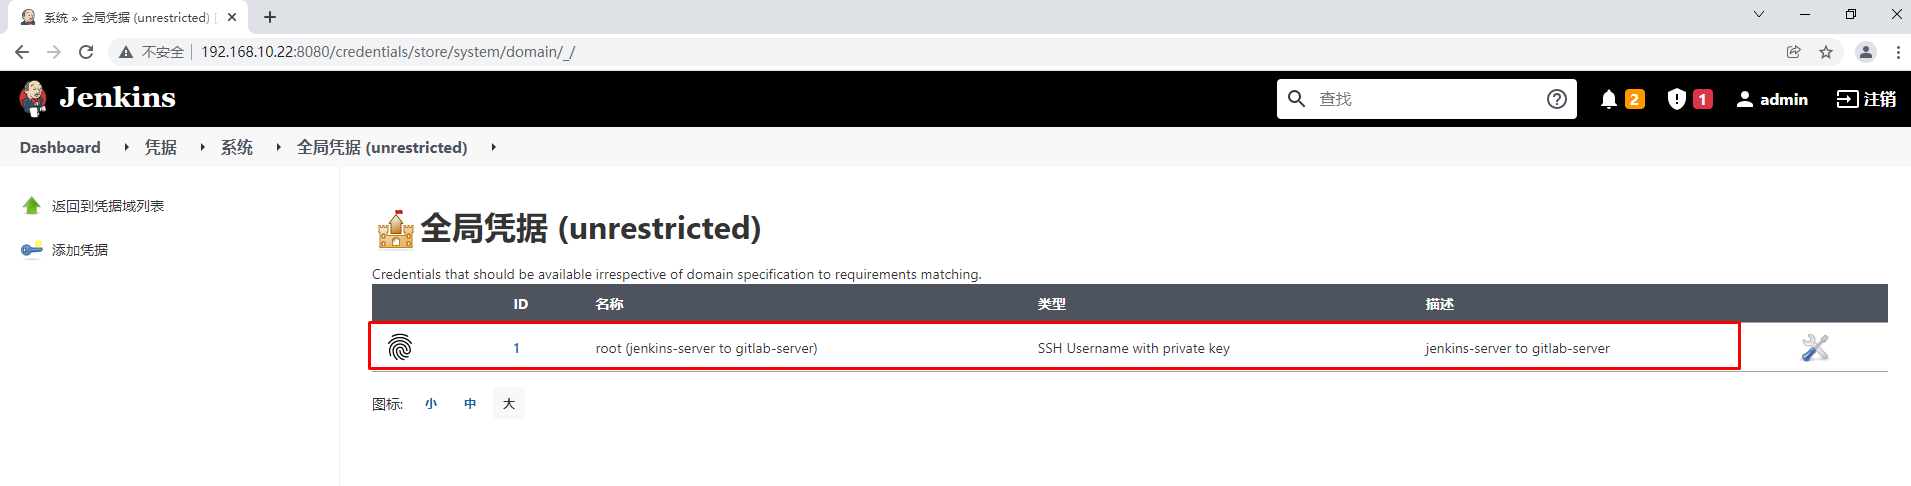 系统 » 全局凭据 (unrestricted) [
不安全 192.168.10.22:8080/credentials/store/system/domain/_/
Jenkins 查找 2 1 admin 注销
Dashboard 凭据 系统 全局凭据 (unrestricted)
返回到凭据域列表
添加凭据
全局凭据 (unrestricted)
Credentials that should be available irrespective of domain specification to requirements matching.
ID 名称 类型 描述
1 root (jenkins-server to gitlab-server) SSH Username with private key jenkins-server to gitlab-server
图标: 小 中 大